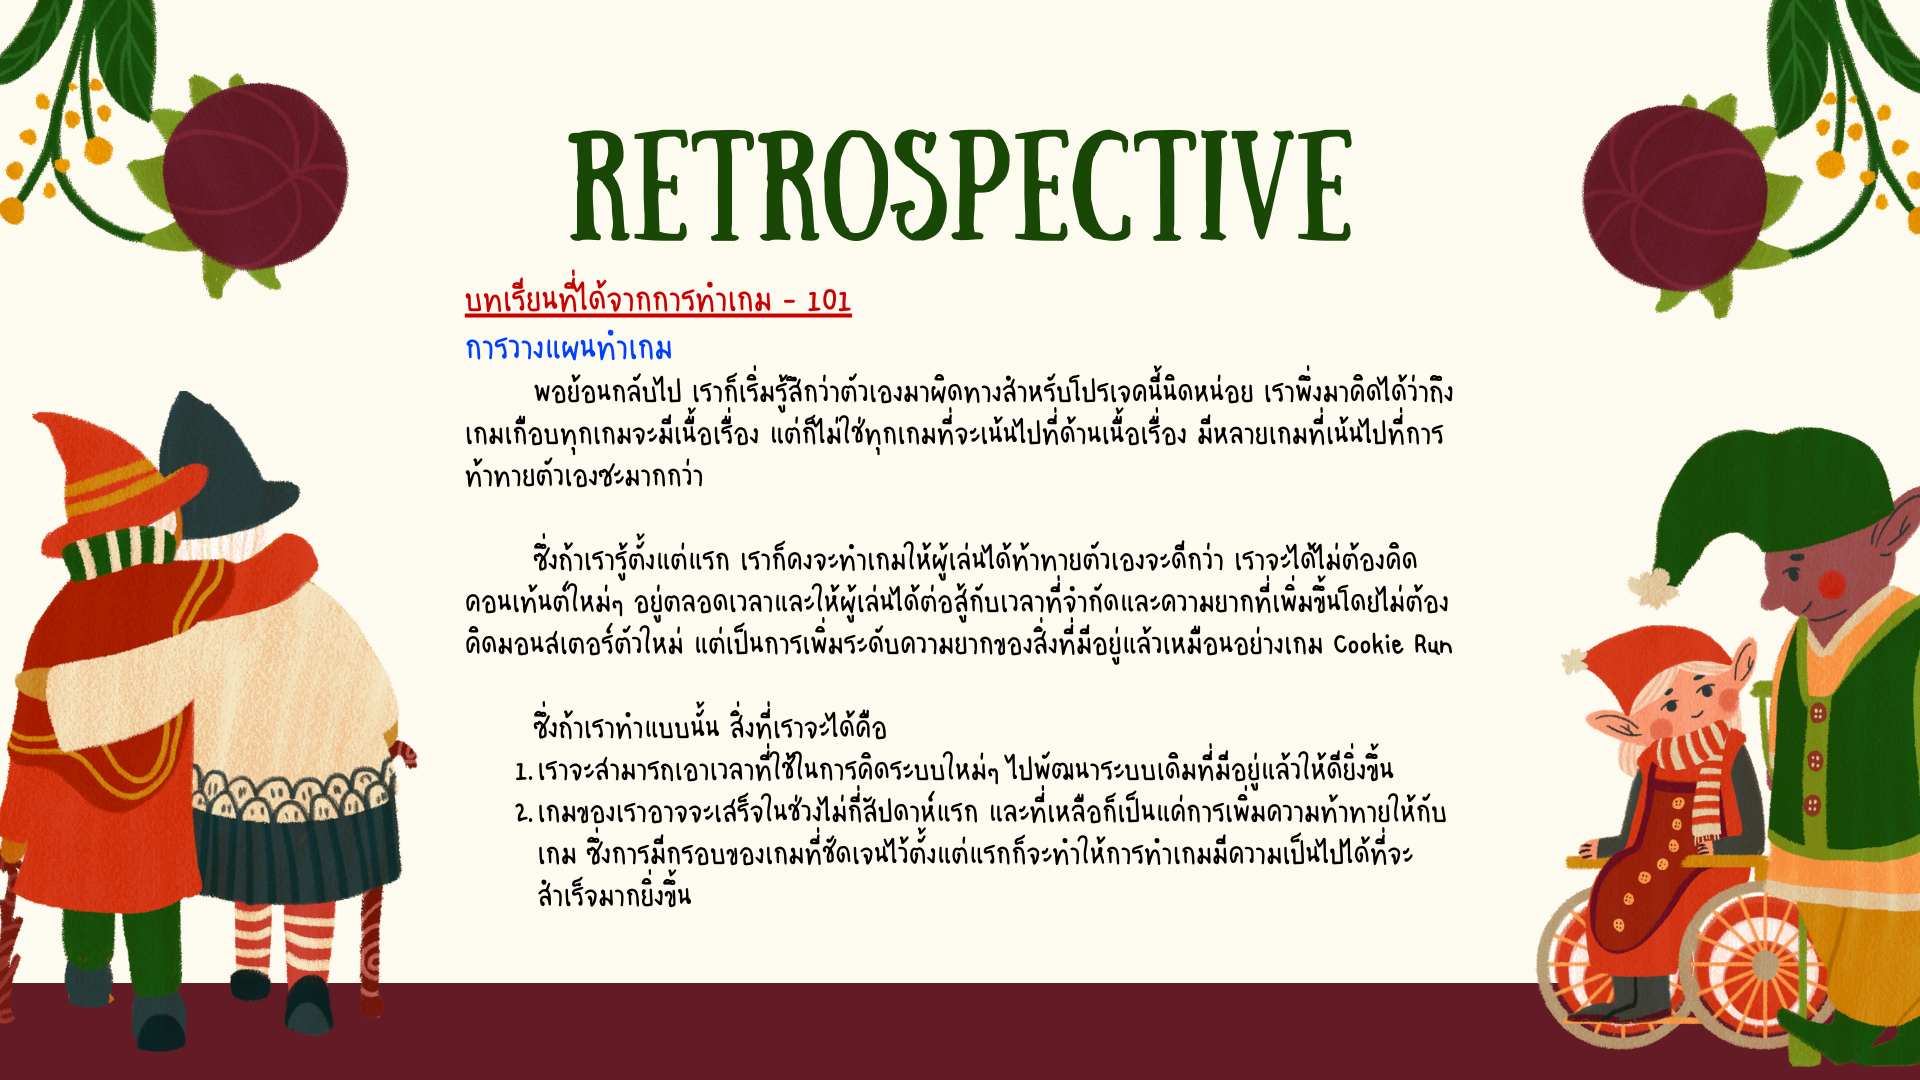 RETROSPECTIVE
บทเรียนที่ได้จากการทำเกม - 101
การวางแผนทำเกม
พอย้อนกลับไป เราก็เริ่มรู้สึกว่าตัวเองมาผิดทางสำหรับโปรเจคนี้นิดหน่อย เราพึ่งมาคิดได้ว่าถึง
เกมเกือบทุกเกมจะมีเนื้อเรื่อง แต่ก็ไม่ใช้ทุกเกมที่จะเน้นไปที่ด้านเนื้อเรื่อง มีหลายเกมที่เน้นไปที่การ
ท้าทายตัวเองซะมากกว่า
ซึ่งถ้าเรารู้ตั้งแต่แรก เราก็คงจะทำเกมให้ผู้เล่นได้ท้าทายตัวเองจะดีกว่า เราจะได้ไม่ต้องคิด
คอนเท้นต์ใหม่ๆ อยู่ตลอดเวลาและให้ผู้เล่นได้ต่อสู้กับเวลาที่จำกัดและความยากที่เพิ่มขึ้นโดยไม่ต้อง
คิดมอนสเตอร์ตัวใหม่ แต่เป็นการเพิ่มระดับความยากของสิ่งที่มีอยู่แล้วเหมือนอย่างเกม Cookie Run
ซึ่งถ้าเราทำแบบนั้น สิ่งที่เราจะได้คือ
1. เราจะสามารถเอาเวลาที่ใช้ในการคิดระบบใหม่ๆ ไปพัฒนาระบบเดิมที่มีอยู่แล้วให้ดียิ่งขึ้น
2. เกมของเราอาจจะเสร็จในช่วงไม่กี่สัปดาห์แรก และที่เหลือก็เป็นแค่การเพิ่มความท้าทายให้กับ
เกม ซึ่งการมีกรอบของเกมที่ชัดเจนไว้ตั้งแต่แรกก็จะทำให้การทำเกมมีความเป็นไปได้ที่จะ
สำเร็จมากยิ่งขึ้น